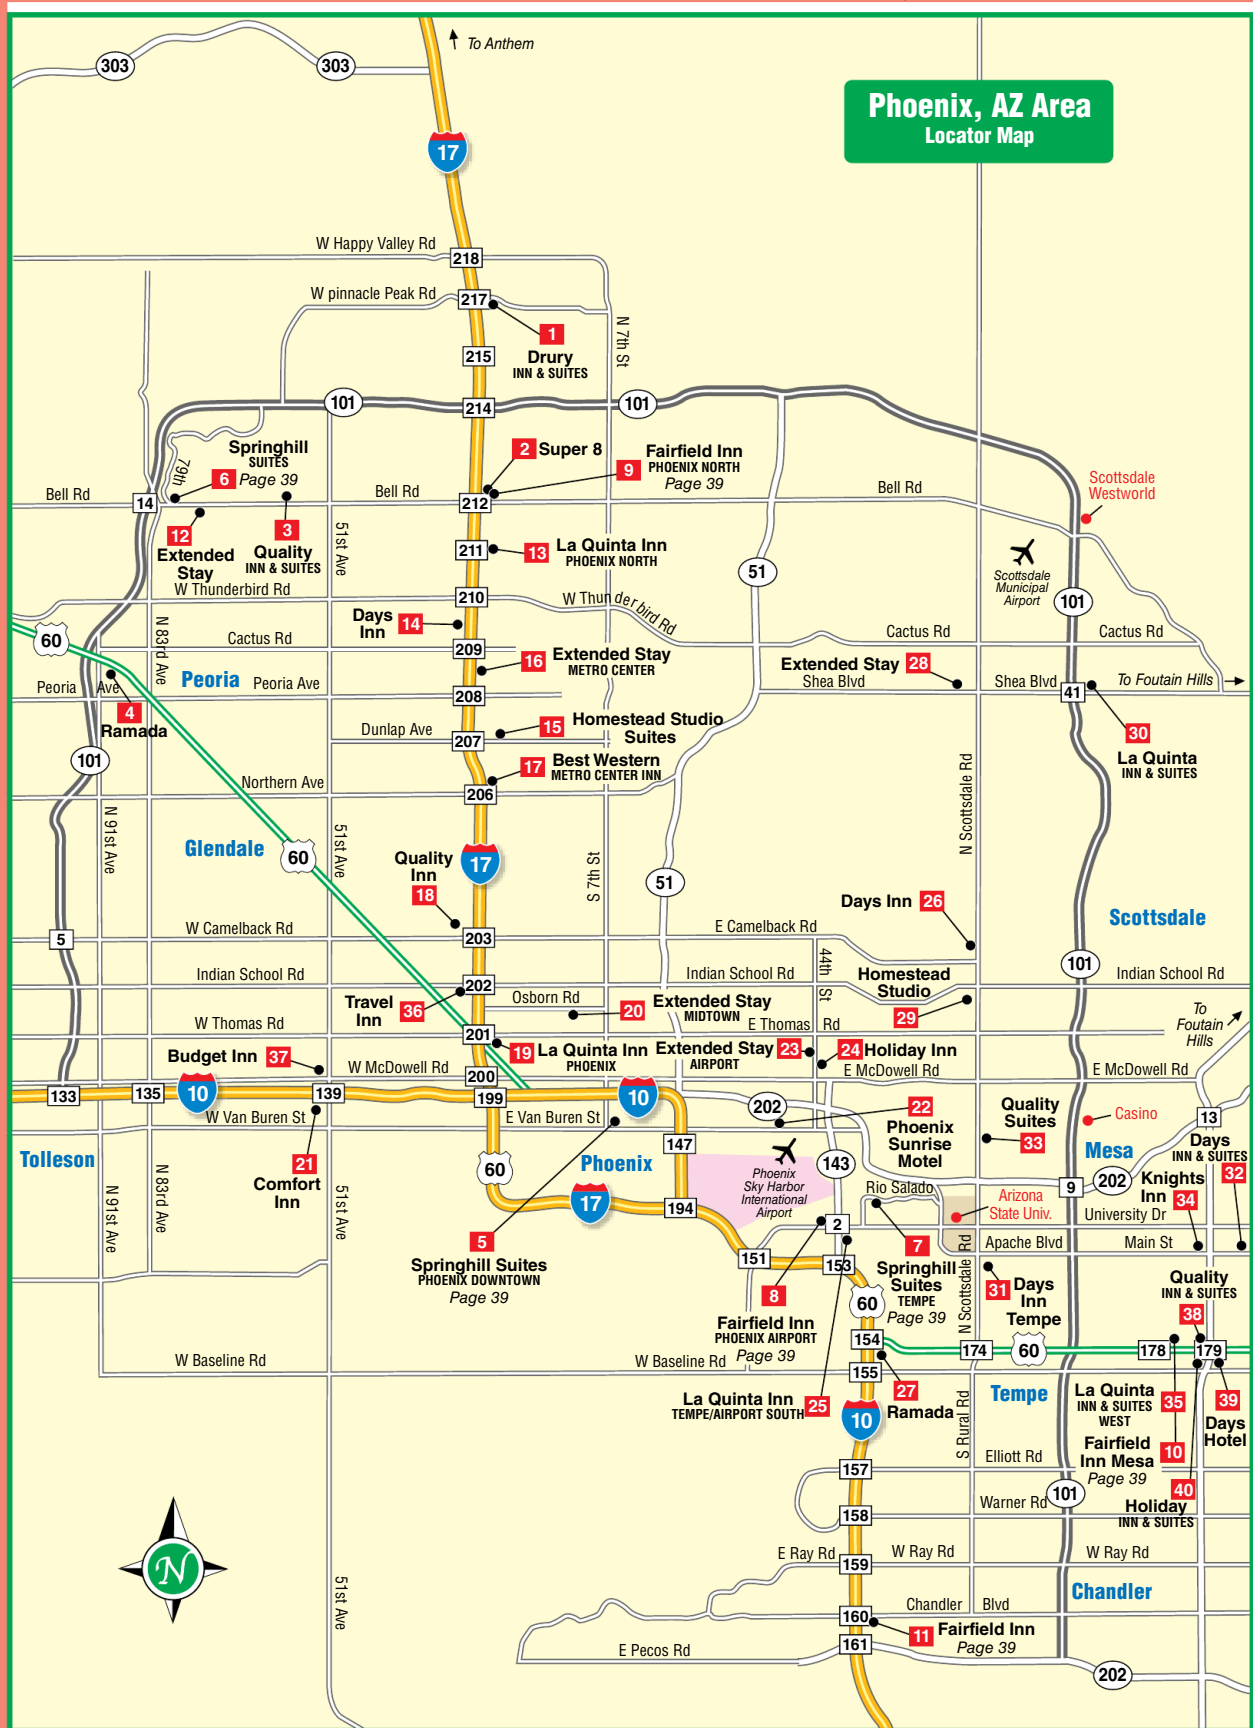 To Anthem
303
303
Phoenix, AZ Area
Locator Map
17
W Happy Valley Rd
218
W pinnacle Peak Rd
217
N 7th St
1
Drury
INN & SUITES
215
101
214
101
Springhill
SUITES
6 Page 39
79th
2 Super 8
9
Fairfield Inn
PHOENIX NORTH
Page 39
Scottsdale
Westworld
Bell Rd
14
Bell Rd
212
Bell Rd
12
Extended
Stay
3
Quality
INN & SUITES
51st Ave
211
13
La Quinta Inn
PHOENIX NORTH
51
Scottsdale
Municipal
Airport
101
W Thunderbird Rd
210
W Thunderbird Rd
Days
Inn
14
60
N 83rd Ave
Cactus Rd
209
Cactus Rd
Cactus Rd
16
Extended Stay
METRO CENTER
Extended Stay 28
Shea Blvd
Shea Blvd
41
To Foutain Hills
Peoria Ave
Peoria
Peoria Ave
208
4
Ramada
Dunlap Ave
207
15
Homestead Studio
Suites
30
La Quinta
INN & SUITES
101
17
Best Western
METRO CENTER INN
N Scottsdale Rd
Northern Ave
206
N 91st Ave
Glendale
60
51st Ave
Quality
Inn
18
17
S 7th St
51
Days Inn 26
Scottsdale
5
W Camelback Rd
203
E Camelback Rd
44th St
101
Indian School Rd
202
Indian School Rd
Homestead
Studio
29
Indian School Rd
Travel
Inn
36
Osborn Rd
20
Extended Stay
MIDTOWN
To
Foutain
Hills
W Thomas Rd
201
E Thomas Rd
Budget Inn 37
19
La Quinta Inn
PHOENIX
Extended Stay 23
AIRPORT
24 Holiday Inn
W McDowell Rd
200
E McDowell Rd
E McDowell Rd
133
135
10
139
199
10
202
W Van Buren St
E Van Buren St
22
Phoenix
Sunrise
Motel
Quality
Suites
33
Casino
13
Tolleson
21
Comfort
Inn
60
Phoenix
147
Phoenix
Sky Harbor
International
Airport
143
Mesa
Days
INN & SUITES
32
N 91st Ave
N 83rd Ave
51st Ave
17
194
Rio Salado
Arizona
State Univ.
9
202
Knights
Inn 34
University Dr
5
Springhill Suites
PHOENIX DOWNTOWN
Page 39
151
2
153
7
Springhill
Suites
TEMPE
Page 39
Apache Blvd
Main St
N Scottsdale Rd
31 Days
Inn
Tempe
Quality
INN & SUITES
38
8
Fairfield Inn
PHOENIX AIRPORT
Page 39
60
154
174
60
178
179
W Baseline Rd
W Baseline Rd
155
La Quinta Inn
TEMPE/AIRPORT SOUTH
25
27
Ramada
10
Tempe
La Quinta
INN & SUITES
WEST
35
39
Days
Hotel
S Rural Rd
Fairfield
Inn Mesa
Page 39
10
157
Elliott Rd
101
40
Holiday
INN & SUITES
158
Warner Rd
N
E Ray Rd
159
W Ray Rd
W Ray Rd
51st Ave
Chandler
160
Chandler Blvd
11 Fairfield Inn
Page 39
E Pecos Rd
161
202